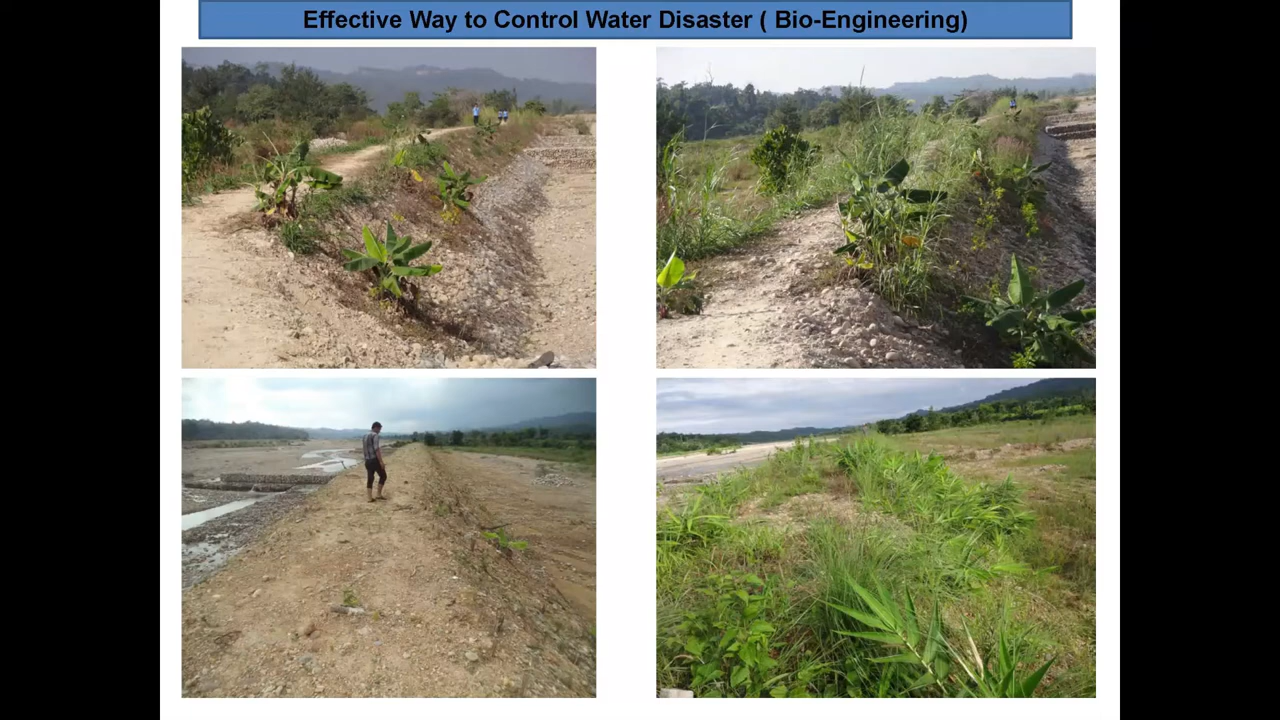 Effective Way to Control Water Disaster ( Bio-Engineering)